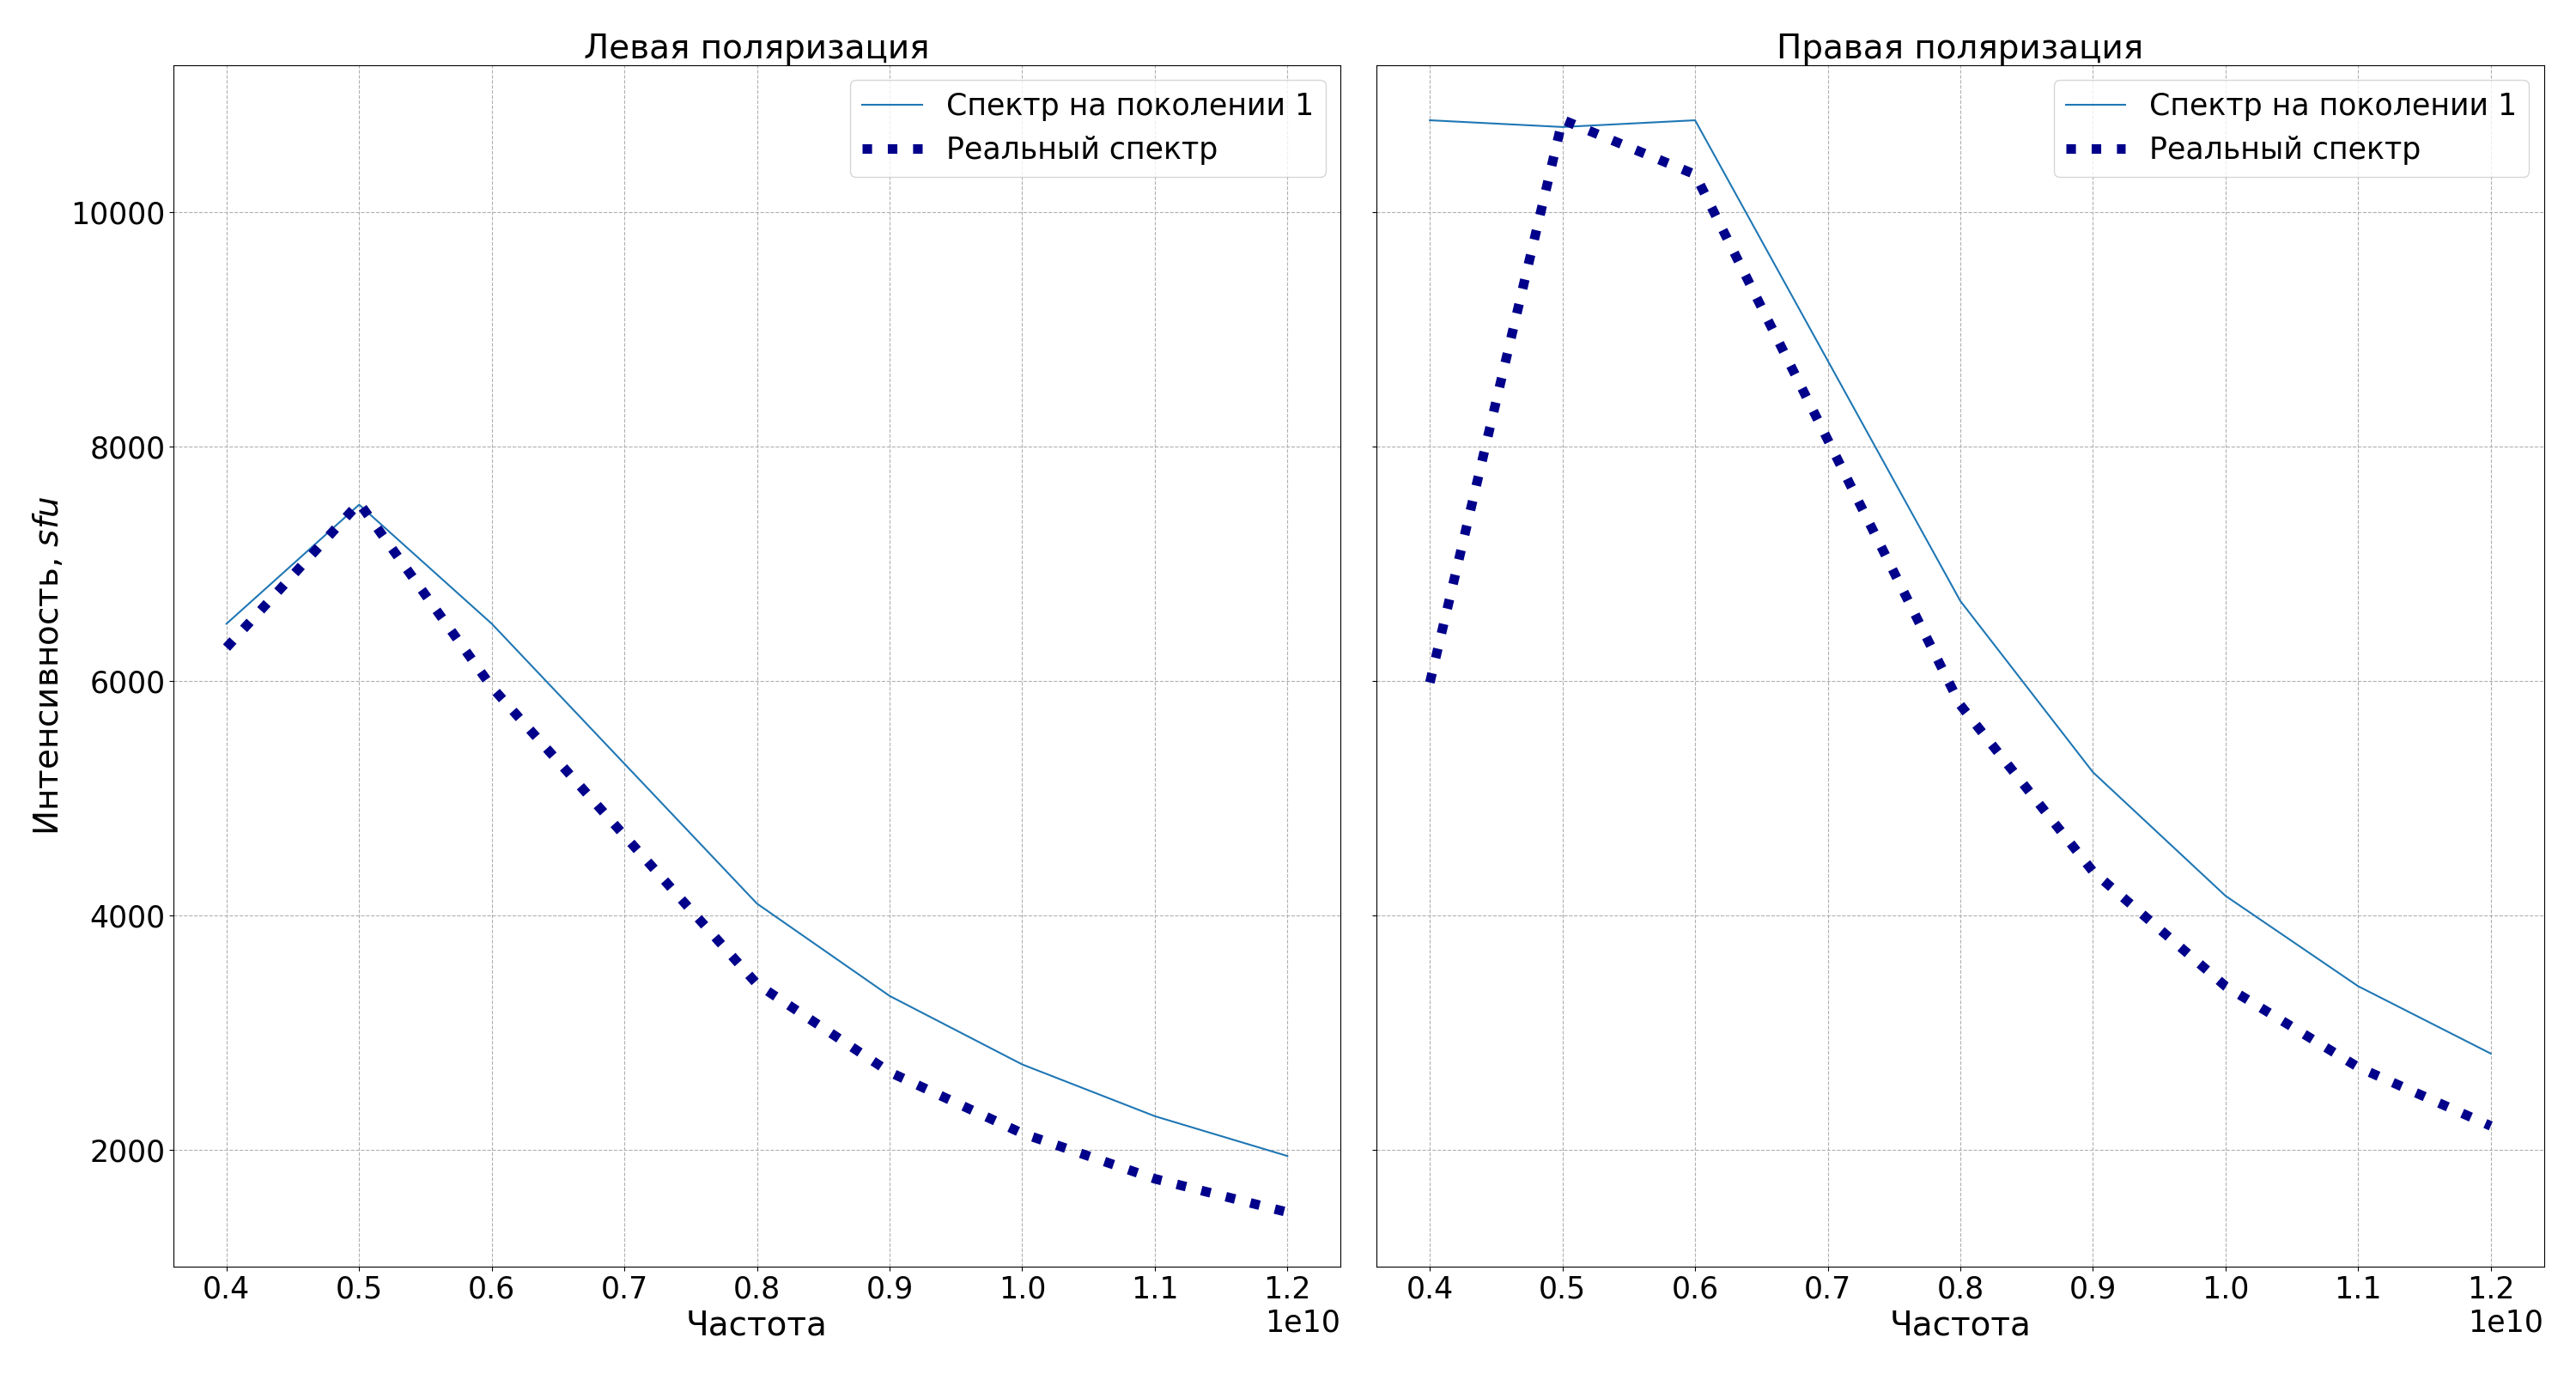 Левая поляризация
Спектр на поколении 1
Реальный спектр
Интенсивность, sfu
10000
8000
6000
4000
2000
0.4 0.5 0.6 0.7 0.8 0.9 1.0 1.1 1.2
1e10
Частота
Правая поляризация
Спектр на поколении 1
Реальный спектр
0.4 0.5 0.6 0.7 0.8 0.9 1.0 1.1 1.2
1e10
Частота